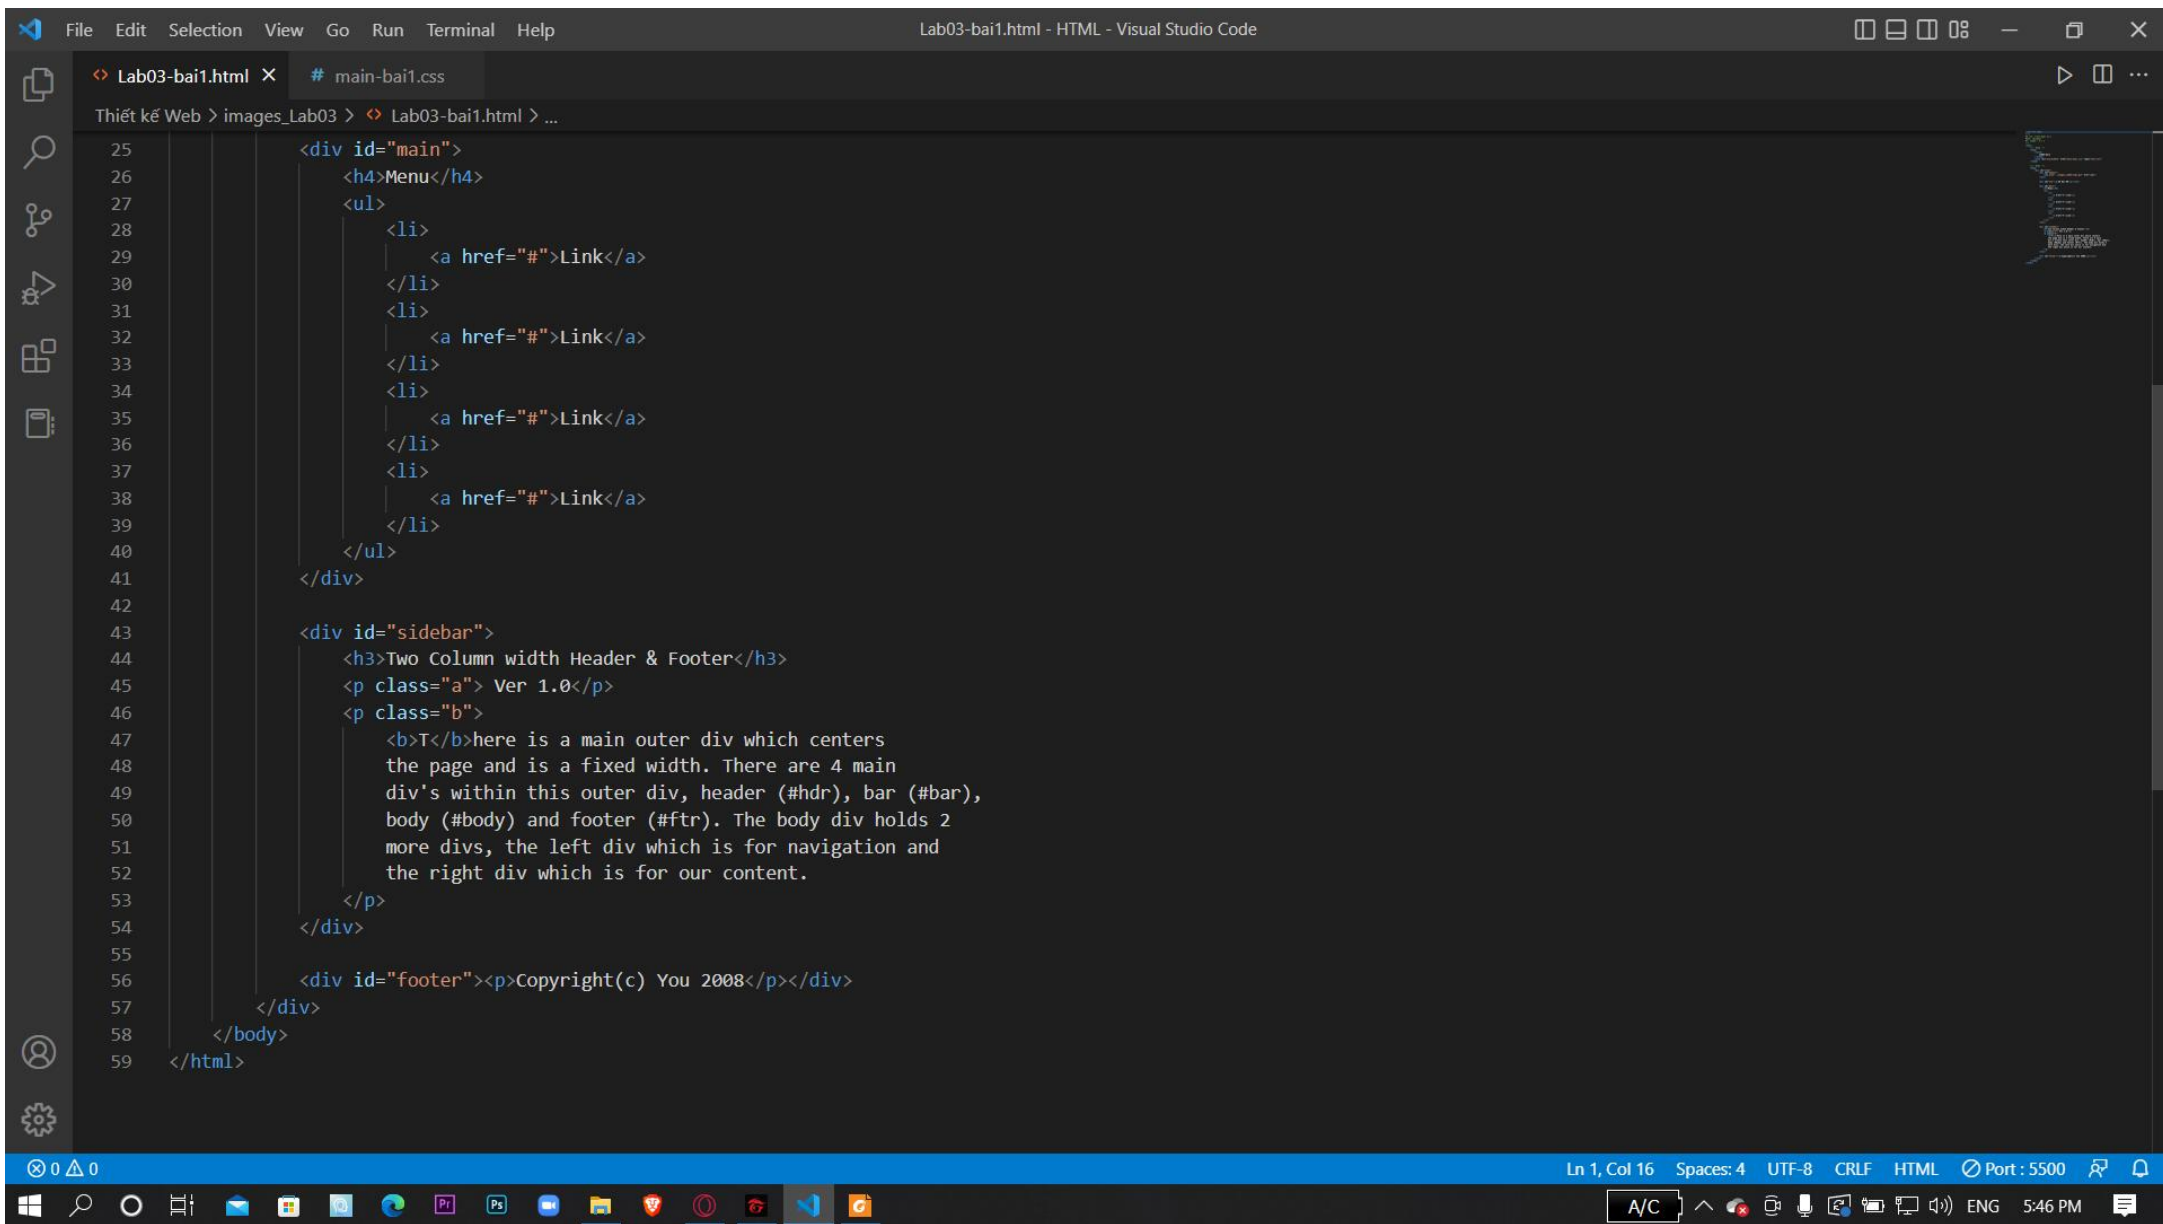 File Edit Selection View Go Run Terminal Help Lab03-bai1.html - HTML - Visual Studio Code
Lab03-bai1.html # main-bai1.css
Thiết kế Web > images_Lab03 > Lab03-bai1.html > ...
25 <div id="main">
26 <h4>Menu</h4>
27 <ul>
28 <li>
29 <a href="#">Link</a>
30 </li>
31 <li>
32 <a href="#">Link</a>
33 </li>
34 <li>
35 <a href="#">Link</a>
36 </li>
37 <li>
38 <a href="#">Link</a>
39 </li>
40 </ul>
41 </div>
42
43 <div id="sidebar">
44 <h3>Two Column width Header & Footer</h3>
45 <p class="a"> Ver 1.0</p>
46 <p class="b">
47 <b>T</b>here is a main outer div which centers
48 the page and is a fixed width. There are 4 main
49 div's within this outer div, header (#hdr), bar (#bar),
50 body (#body) and footer (#ftr). The body div holds 2
51 more divs, the left div which is for navigation and
52 the right div which is for our content.
53 </p>
54 </div>
55
56 <div id="footer"><p>Copyright(c) You 2008</p></div>
57 </div>
58 </body>
59 </html>
0 0 Ln 1, Col 16 Spaces: 4 UTF-8 CRLF HTML Port : 5500
Pr Ps A/C ENG 5:46 PM